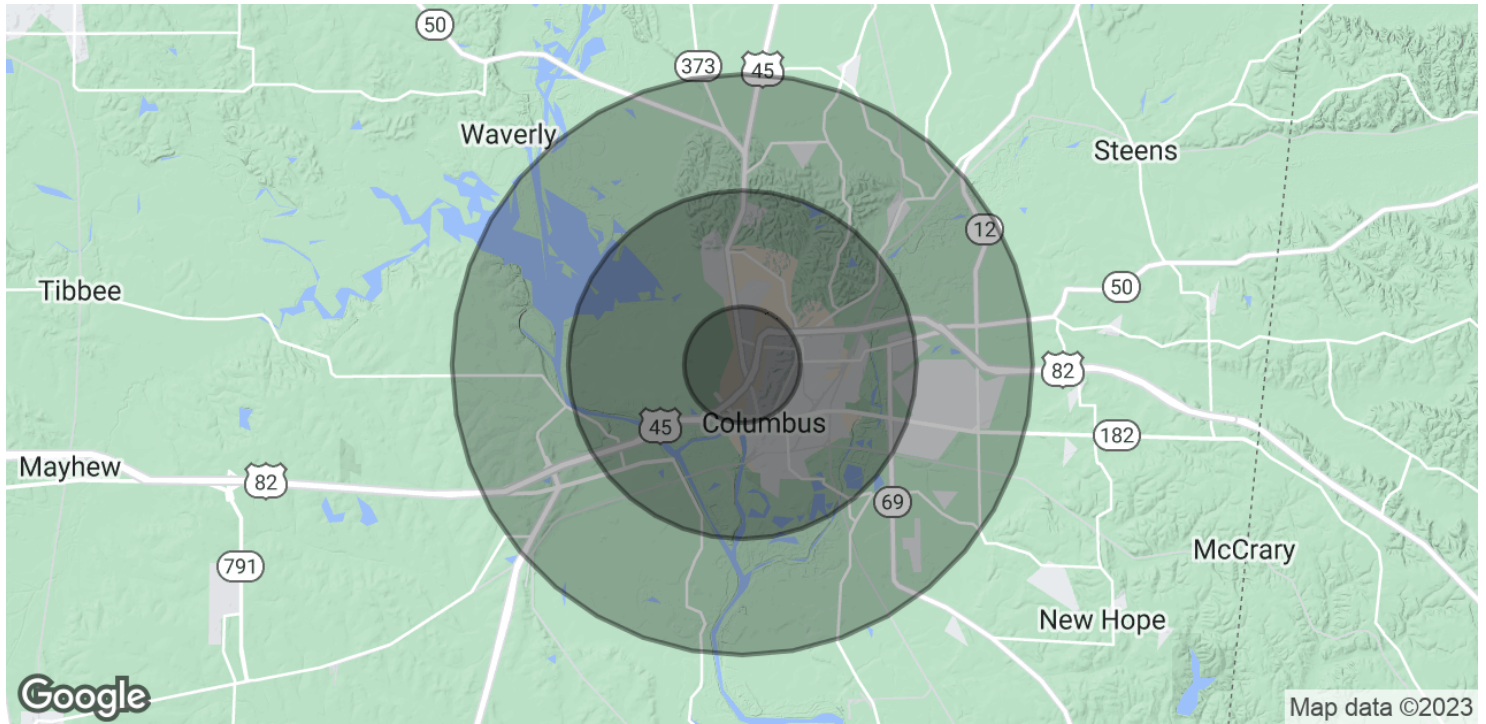 50
373
45
Waverly
Steens
12
Tibbee
50
82
Columbus
45
182
Mayhew
82
69
McCrary
791
New Hope
Google
Map data ©2023